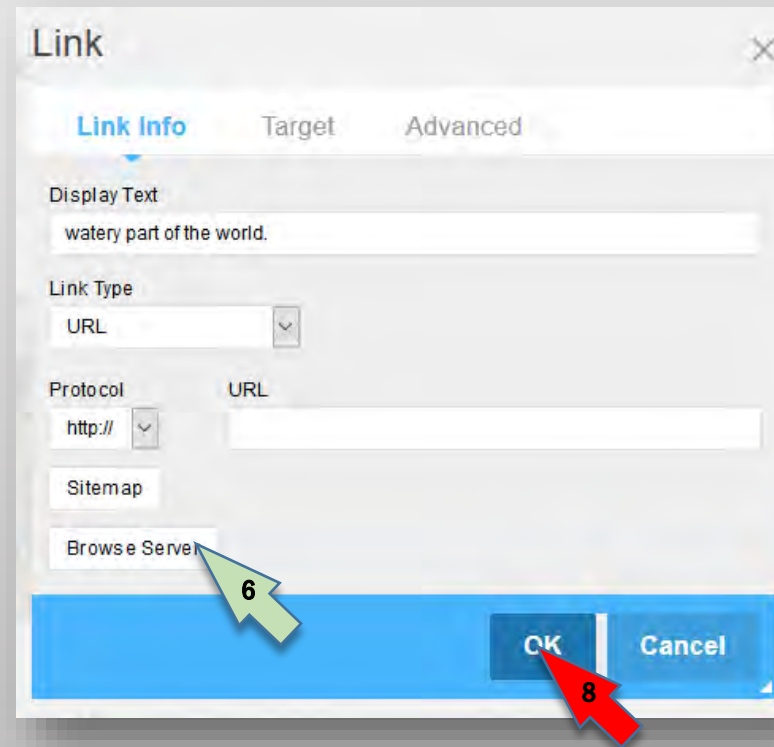 Link
Link Info Target Advanced
Display Text
watery part of the world.
Link Type
URL
Protocol URL
http://
Sitemap
Browse Server
6
OK Cancel
8